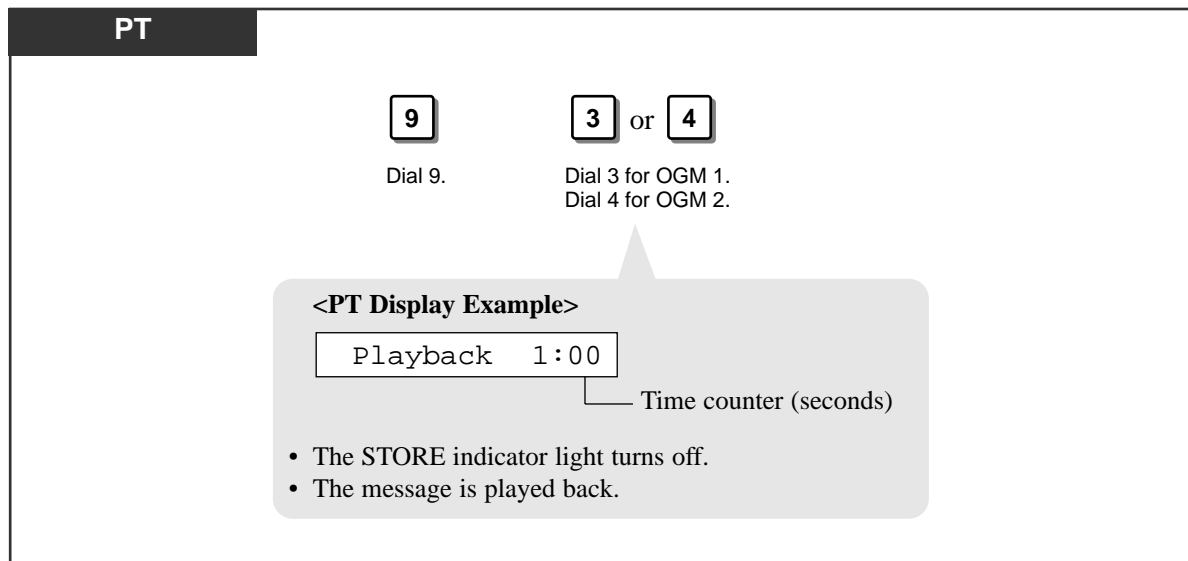 PT
9 3 or 4
Dial 9. Dial 3 for OGM 1.
Dial 4 for OGM 2.
<PT Display Example>
Playback 1:00
Time counter (seconds)
• The STORE indicator light turns off.
• The message is played back.